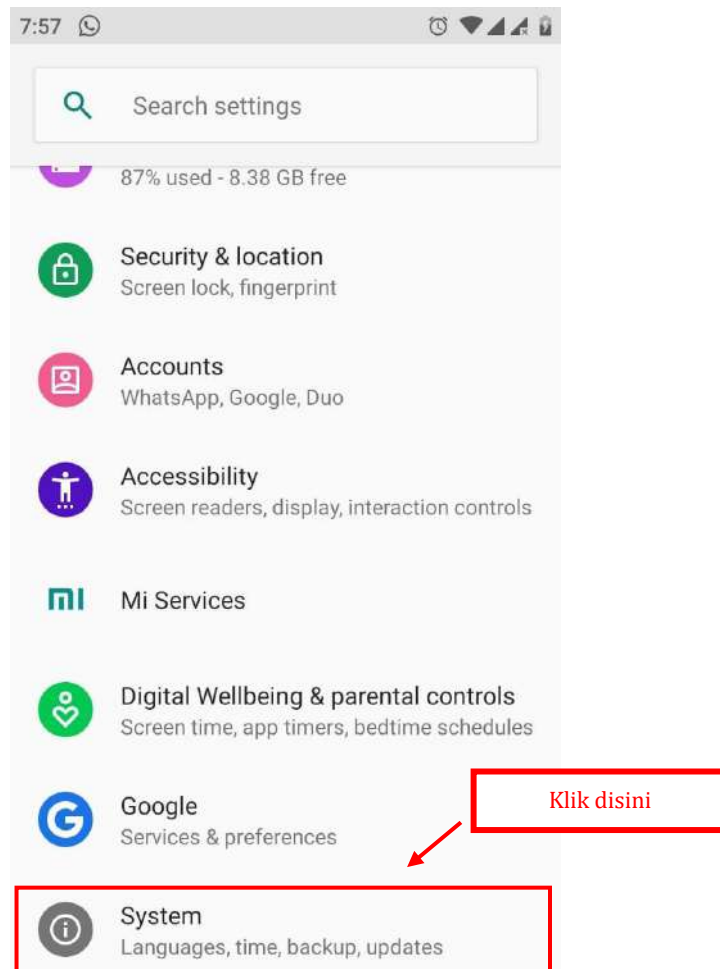 7:57
Search settings
87% used - 8.38 GB free
Security & location
Screen lock, fingerprint
Accounts
WhatsApp, Google, Duo
Accessibility
Screen readers, display, interaction controls
Mi Services
Digital Wellbeing & parental controls
Screen time, app timers, bedtime schedules
Google
Services & preferences
Klik disini
System
Languages, time, backup, updates